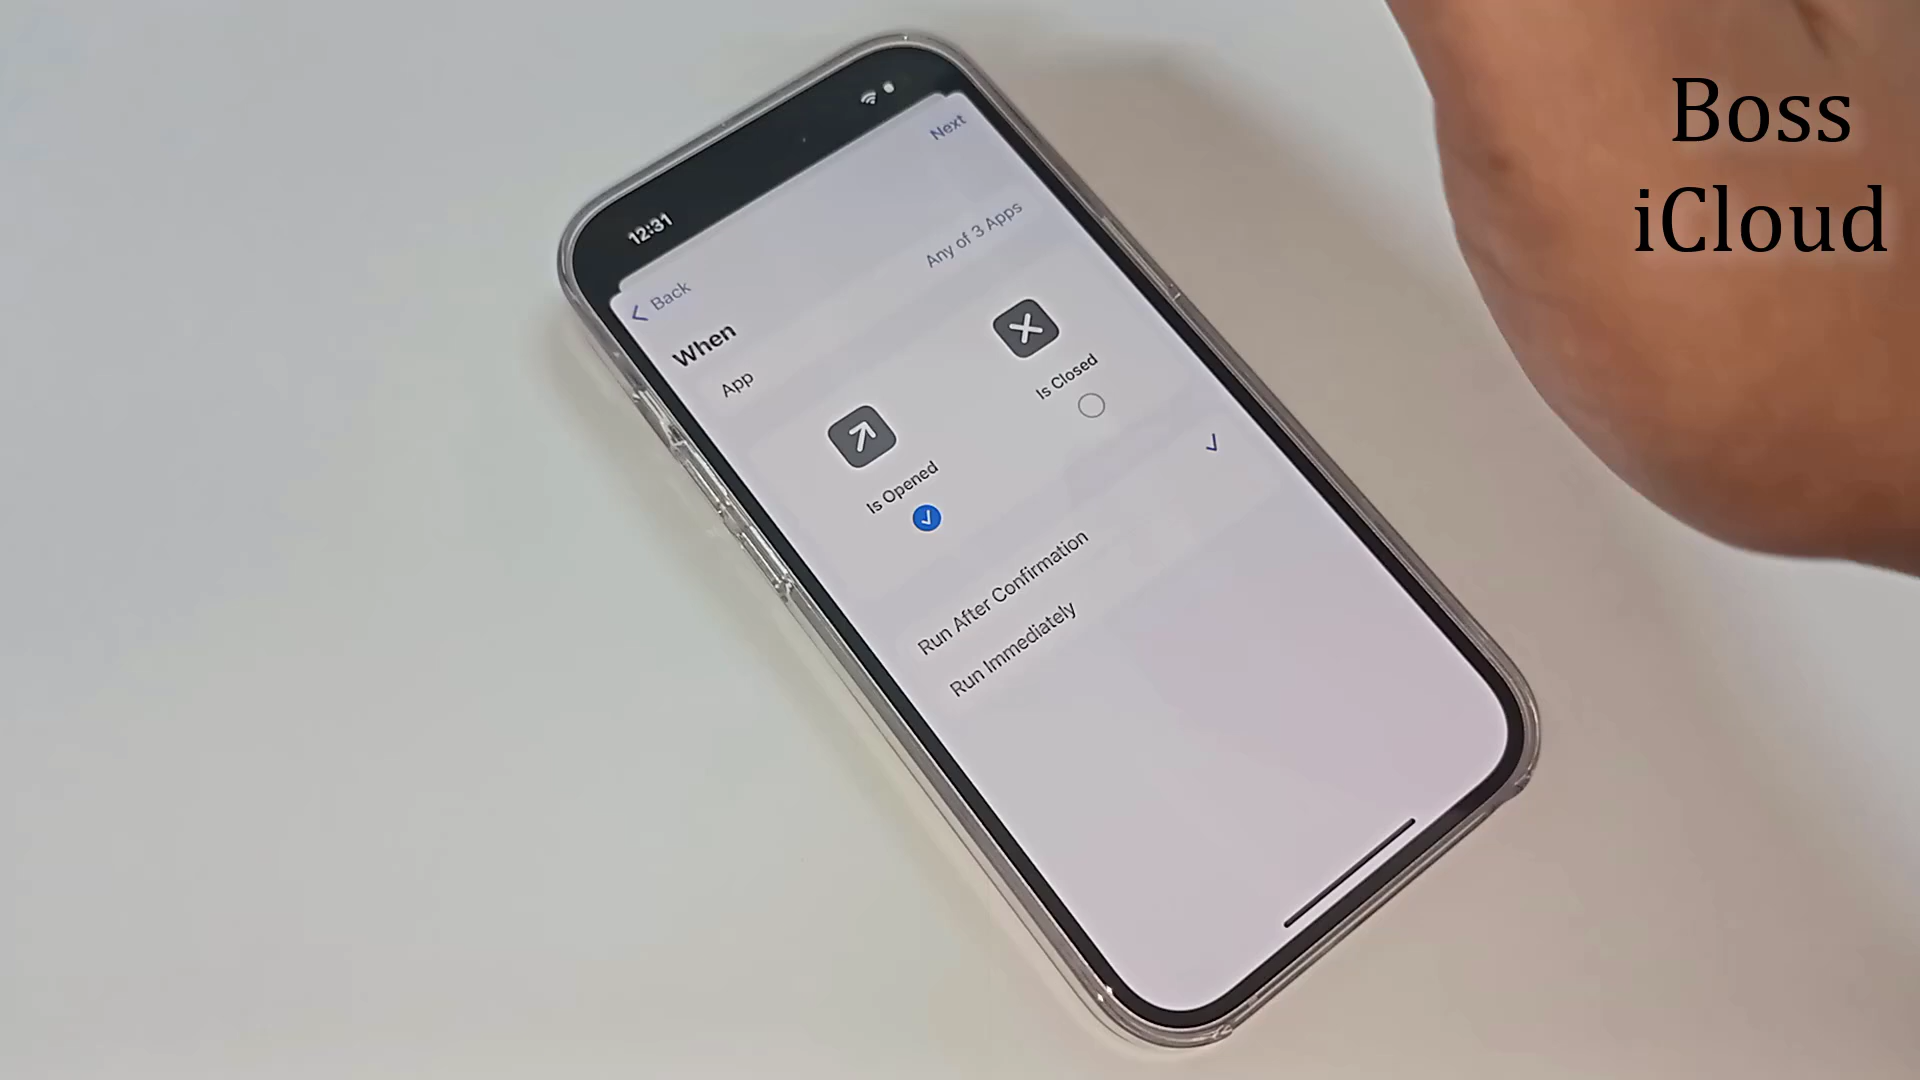 Boss
iCloud
12:31
Back
Next
When
App
Any of 3 Apps
Is Opened
Is Closed
Run After Confirmation
Run Immediately